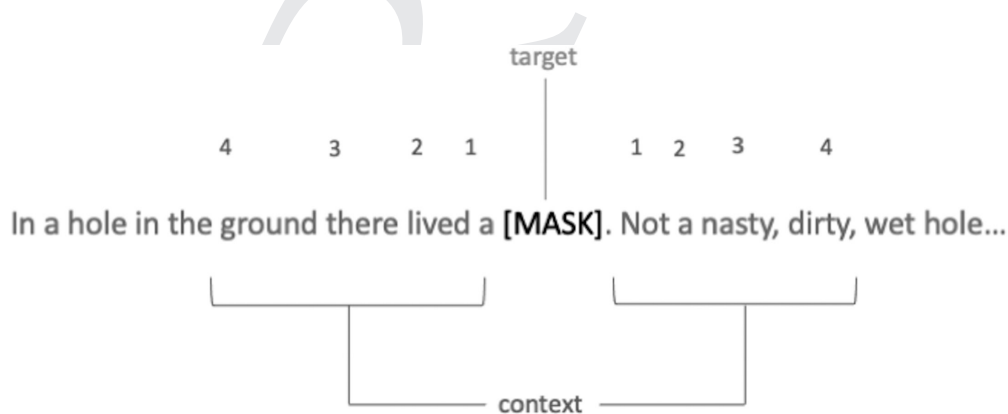 target
4 3 2 1 1 2 3 4
In a hole in the ground there lived a [MASK]. Not a nasty, dirty, wet hole...
context